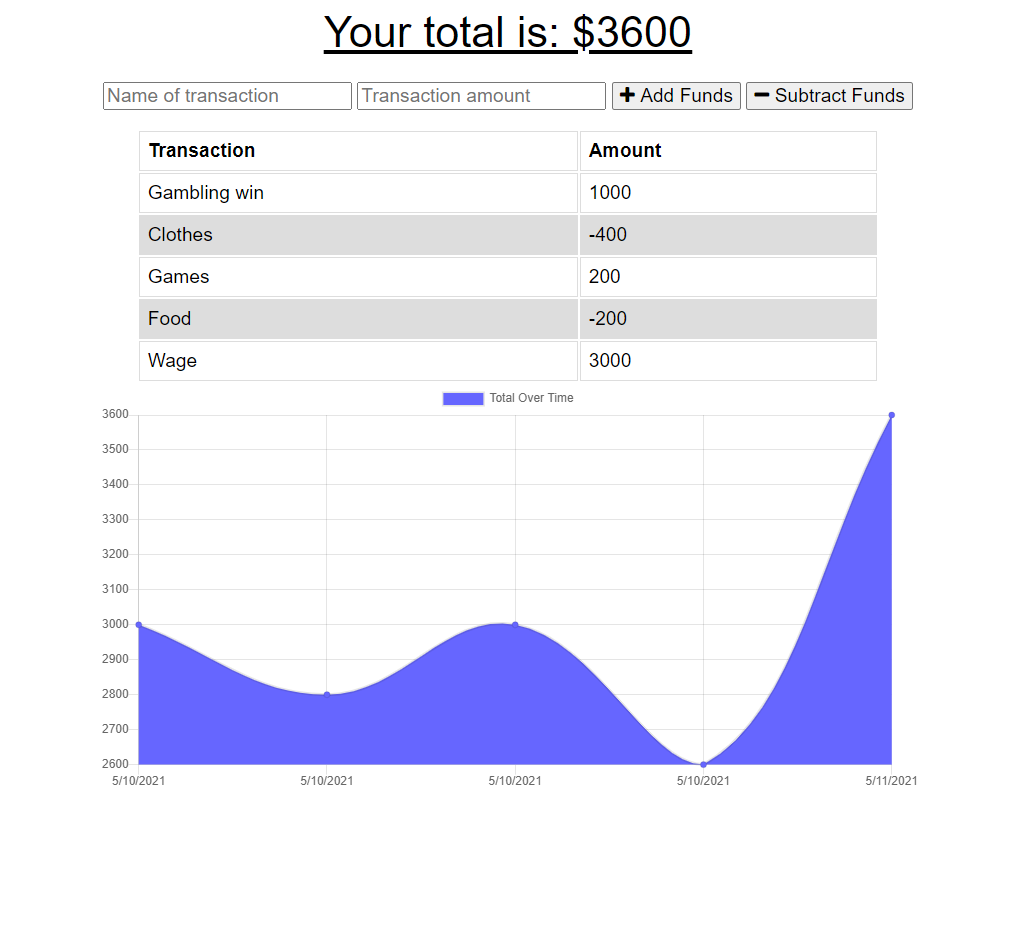 Your total is: $3600
Name of transaction Transaction amount Add Funds Subtract Funds
Transaction Amount
Gambling win 1000
Clothes -400
Games 200
Food -200
Wage 3000
Total Over Time
3600
3500
3400
3300
3200
3100
3000
2900
2800
2700
2600
5/10/2021 5/10/2021 5/10/2021 5/10/2021 5/11/2021